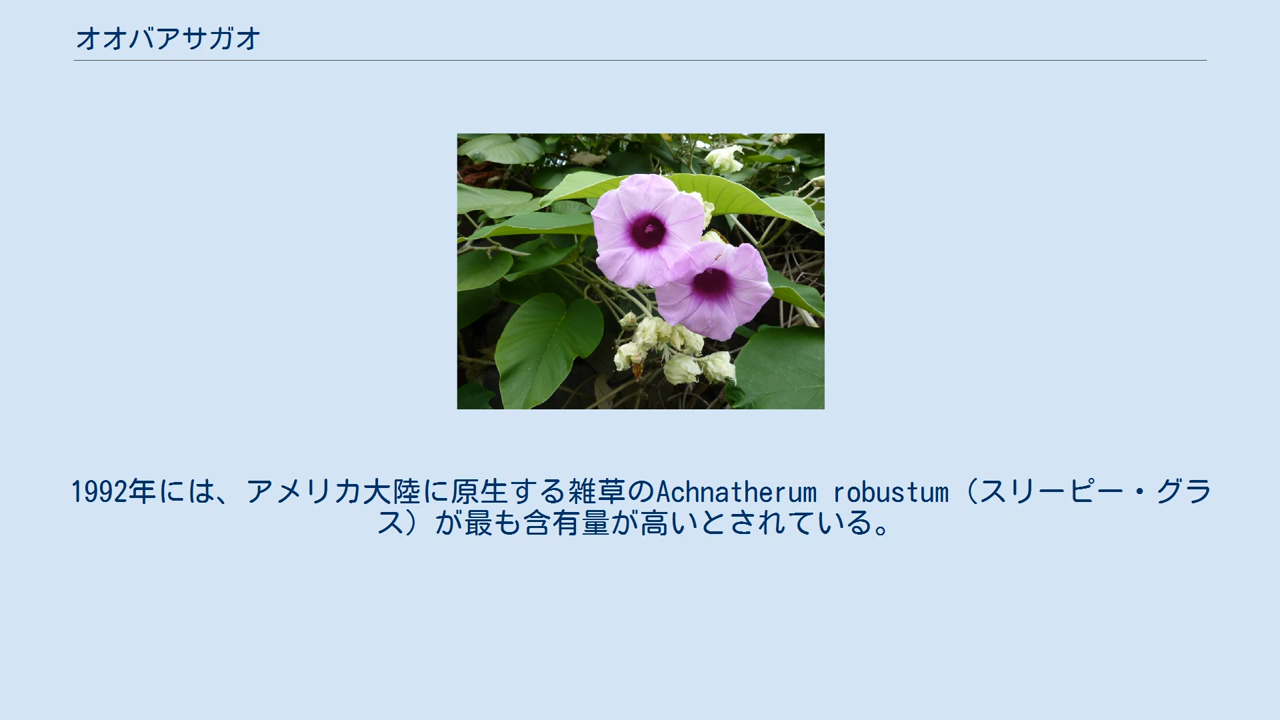 オオバアサガオ
1992年には、アメリカ大陸に原生する雑草のAchnatherum robustum（スリーピー・グラ
ス）が最も含有量が高いとされている。